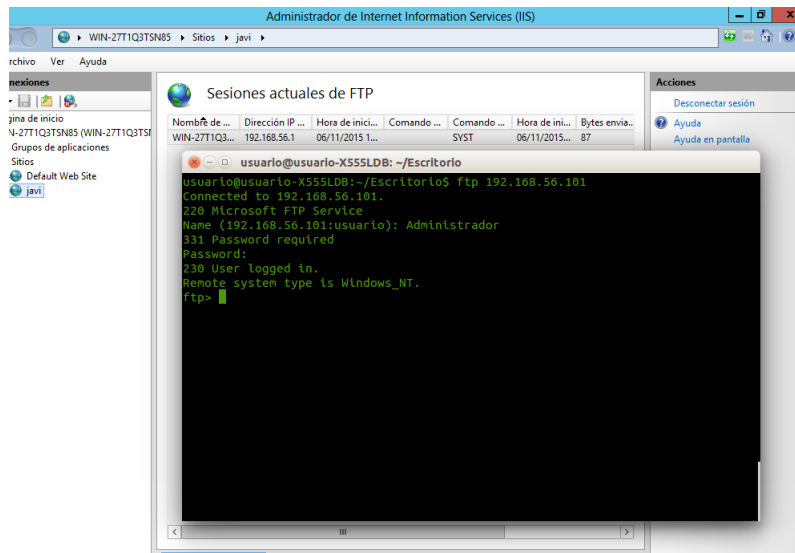 Administrador de Internet Information Services (IIS)
WIN-27T1Q3TSN85 Sitios javi
rchivo Ver Ayuda
nexiones
gina de inicio
N-27T1Q3TSN85 (WIN-27T1Q3TSI
Grupos de aplicaciones
Sitios
Default Web Site
javi
Sesiones actuales de FTP
Nombre de ... Dirección IP ... Hora de inici... Comando ... Comando ... Hora de ini... Bytes envia..
WIN-27T1Q3... 192.168.56.1 06/11/2015 1... SYST 06/11/2015... 87
Acciones
Desconectar sesión
Ayuda
Ayuda en pantalla
usuario@usuario-X555LDB: ~/Escritorio
usuario@usuario-X555LDB:~/Escritorio$ ftp 192.168.56.101
Connected to 192.168.56.101.
220 Microsoft FTP Service
Name (192.168.56.101:usuario): Administrador
331 Password required
Password:
230 User logged in.
Remote system type is Windows_NT.
ftp>